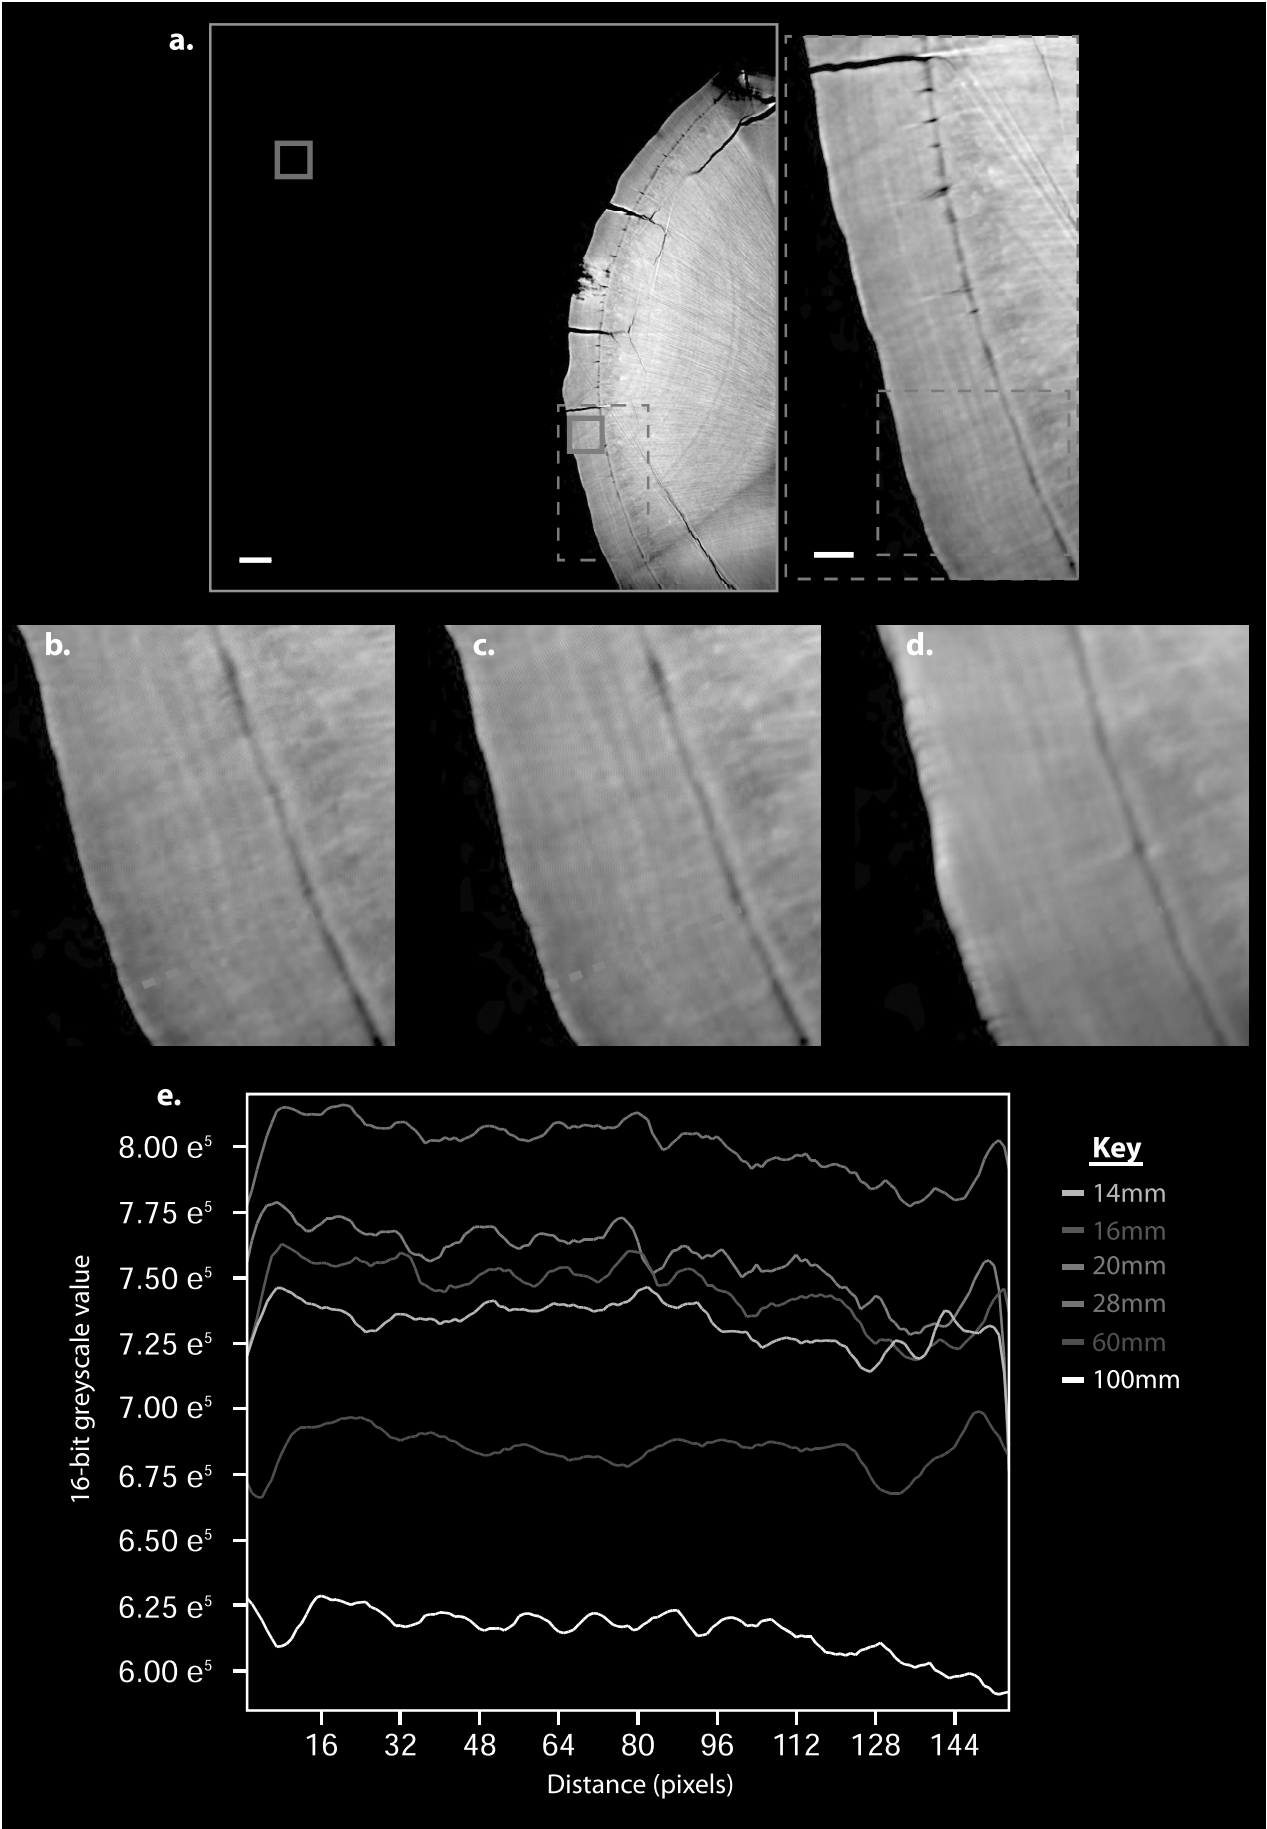 a.
b.
c.
d.
e.
8.00 e⁵
7.75 e⁵
7.50 e⁵
7.25 e⁵
7.00 e⁵
6.75 e⁵
6.50 e⁵
6.25 e⁵
6.00 e⁵
16-bit greyscale value
16 32 48 64 80 96 112 128 144
Distance (pixels)
Key
14mm
16mm
20mm
28mm
60mm
100mm